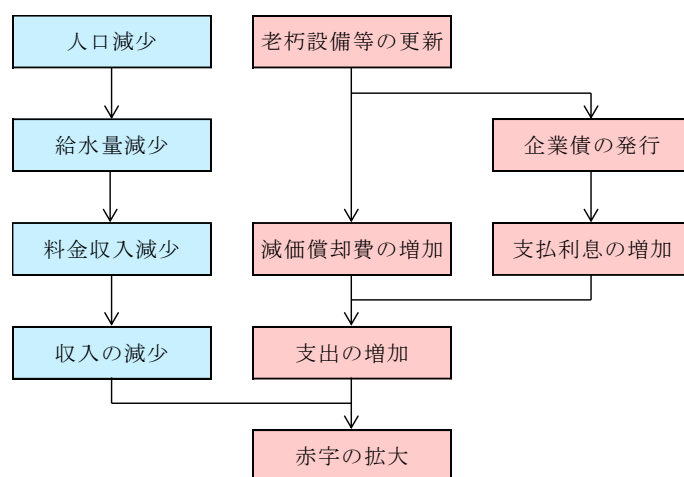 人口減少
老朽設備等の更新
給水量減少
企業債の発行
料金収入減少
減価償却費の増加
支払利息の増加
収入の減少
支出の増加
赤字の拡大